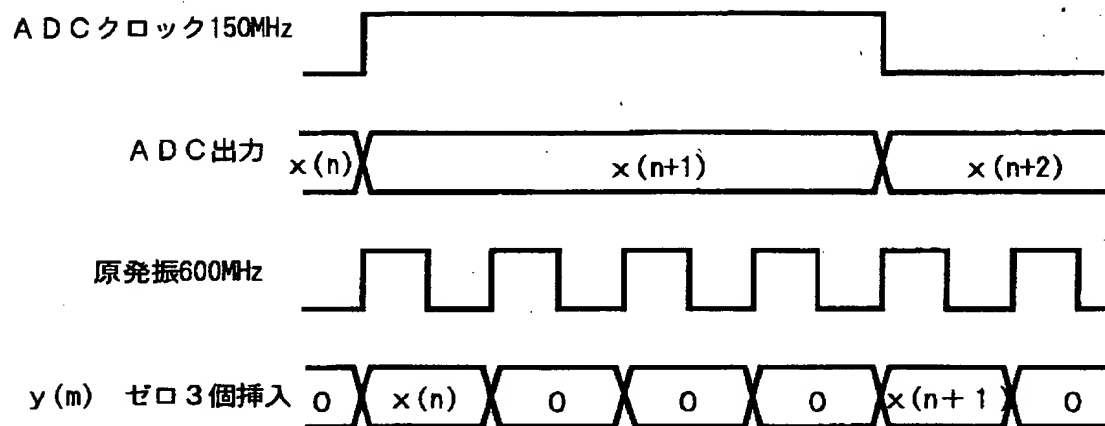 ADCクロック150MHz
ADC出力 x(n) x(n+1) x(n+2)
原発振600MHz
y(m) ゼロ3個挿入 0 x(n) 0 0 0 x(n+1) 0